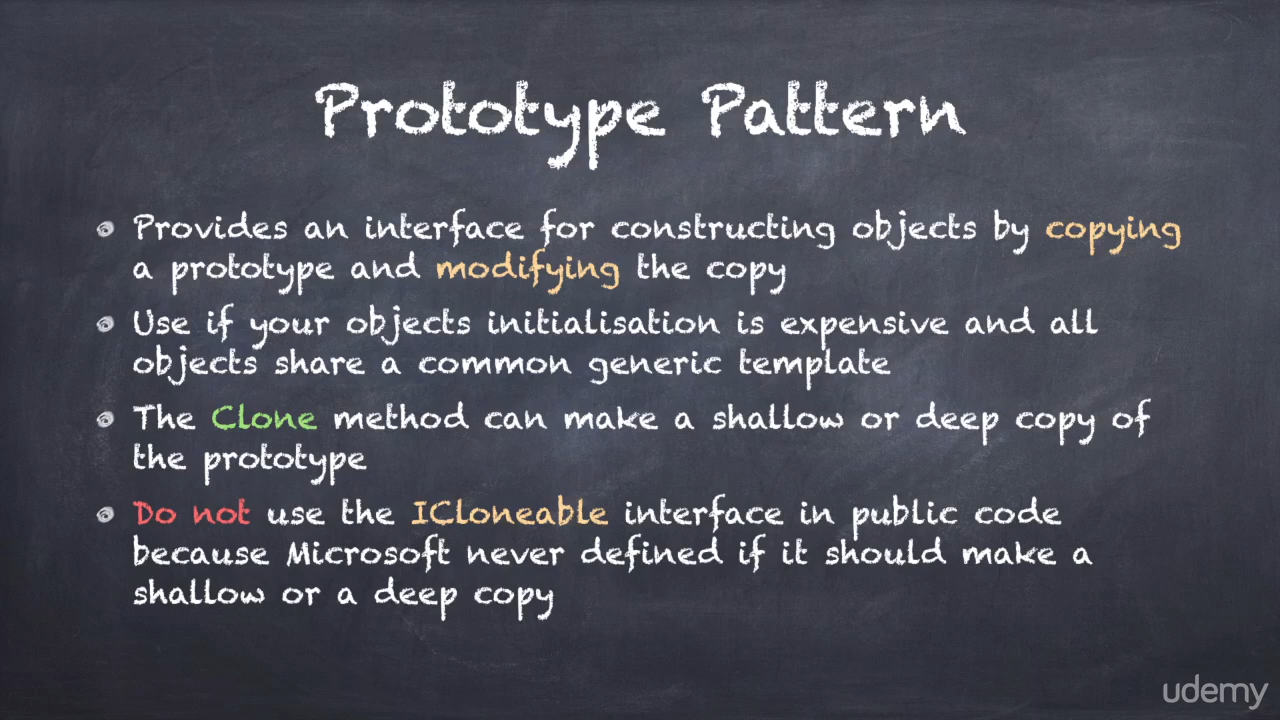 Prototype Pattern
Provides an interface for constructing objects by copying
a prototype and modifying the copy
Use if your objects initialisation is expensive and all
objects share a common generic template
The Clone method can make a shallow or deep copy of
the prototype
Do not use the ICloneable interface in public code
because Microsoft never defined if it should make a
shallow or a deep copy
udemy